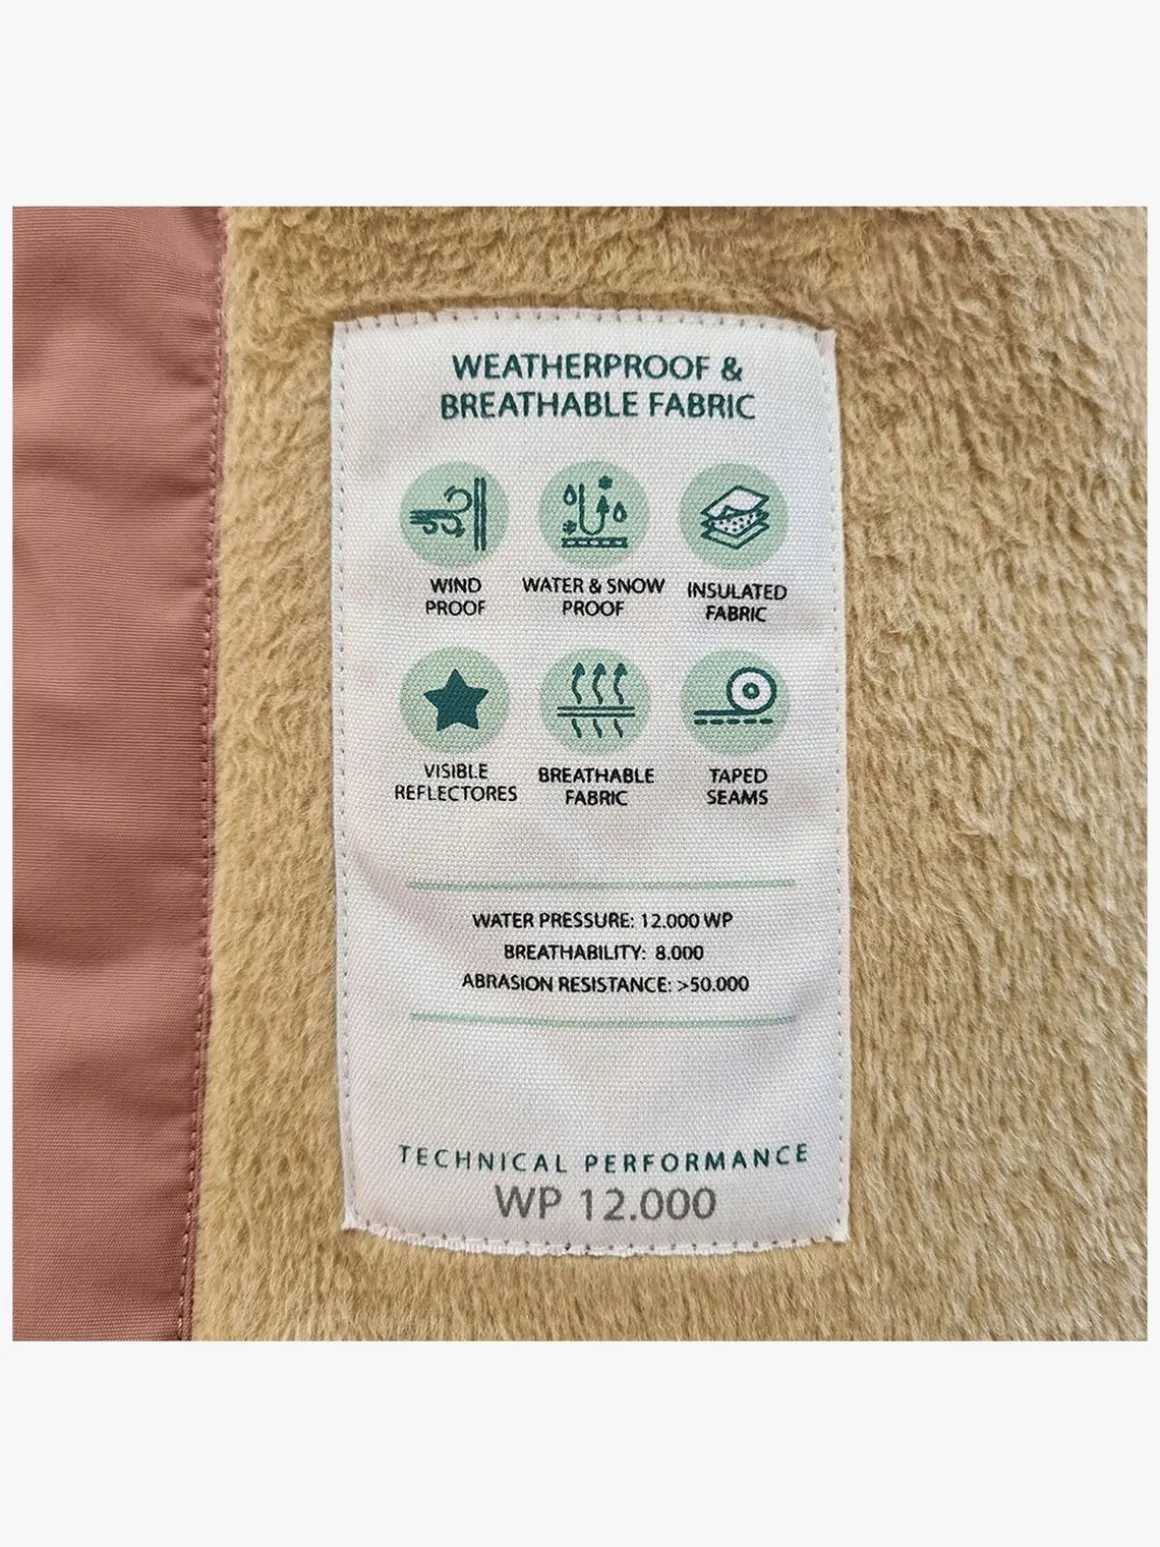 WEATHERPROOF &
BREATHABLE FABRIC
WIND
PROOF
WATER & SNOW
PROOF
INSULATED
FABRIC
VISIBLE
REFLECTORES
BREATHABLE
FABRIC
TAPED
SEAMS
WATER PRESSURE: 12.000 WP
BREATHABILITY: 8.000
ABRASION RESISTANCE: >50.000
TECHNICAL PERFORMANCE
WP 12.000